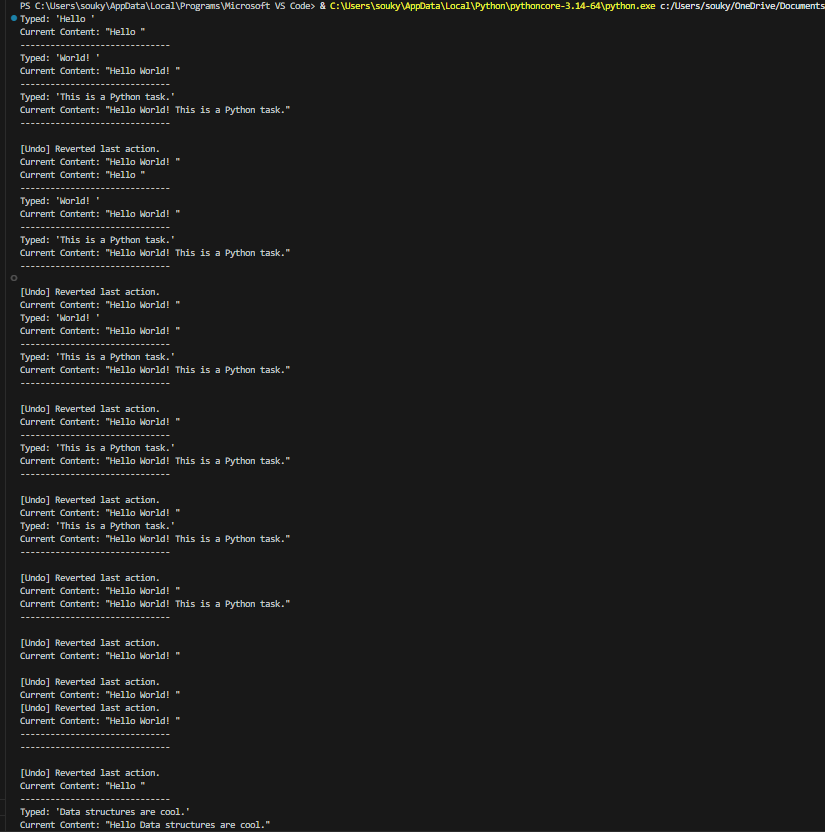 PS C:\Users\souky\AppData\Local\Programs\Microsoft VS Code> & C:\Users\souky\AppData\Local\Python\pythoncore-3.14-64\python.exe c:/Users/souky/OneDrive/Documents
Typed: 'Hello '
Current Content: "Hello "
------------------------------
Typed: 'World! '
Current Content: "Hello World! "
------------------------------
Typed: 'This is a Python task.'
Current Content: "Hello World! This is a Python task."
------------------------------
[Undo] Reverted last action.
Current Content: "Hello World! "
Current Content: "Hello "
------------------------------
Typed: 'World! '
Current Content: "Hello World! "
------------------------------
Typed: 'This is a Python task.'
Current Content: "Hello World! This is a Python task."
------------------------------
[Undo] Reverted last action.
Current Content: "Hello World! "
Typed: 'World! '
Current Content: "Hello World! "
------------------------------
Typed: 'This is a Python task.'
Current Content: "Hello World! This is a Python task."
------------------------------
[Undo] Reverted last action.
Current Content: "Hello World! "
------------------------------
Typed: 'This is a Python task.'
Current Content: "Hello World! This is a Python task."
------------------------------
[Undo] Reverted last action.
Current Content: "Hello World! "
Typed: 'This is a Python task.'
Current Content: "Hello World! This is a Python task."
------------------------------
[Undo] Reverted last action.
Current Content: "Hello World! "
Current Content: "Hello World! This is a Python task."
------------------------------
[Undo] Reverted last action.
Current Content: "Hello World! "
[Undo] Reverted last action.
Current Content: "Hello World! "
[Undo] Reverted last action.
Current Content: "Hello World! "
------------------------------
------------------------------
[Undo] Reverted last action.
Current Content: "Hello "
------------------------------
Typed: 'Data structures are cool.'
Current Content: "Hello Data structures are cool."